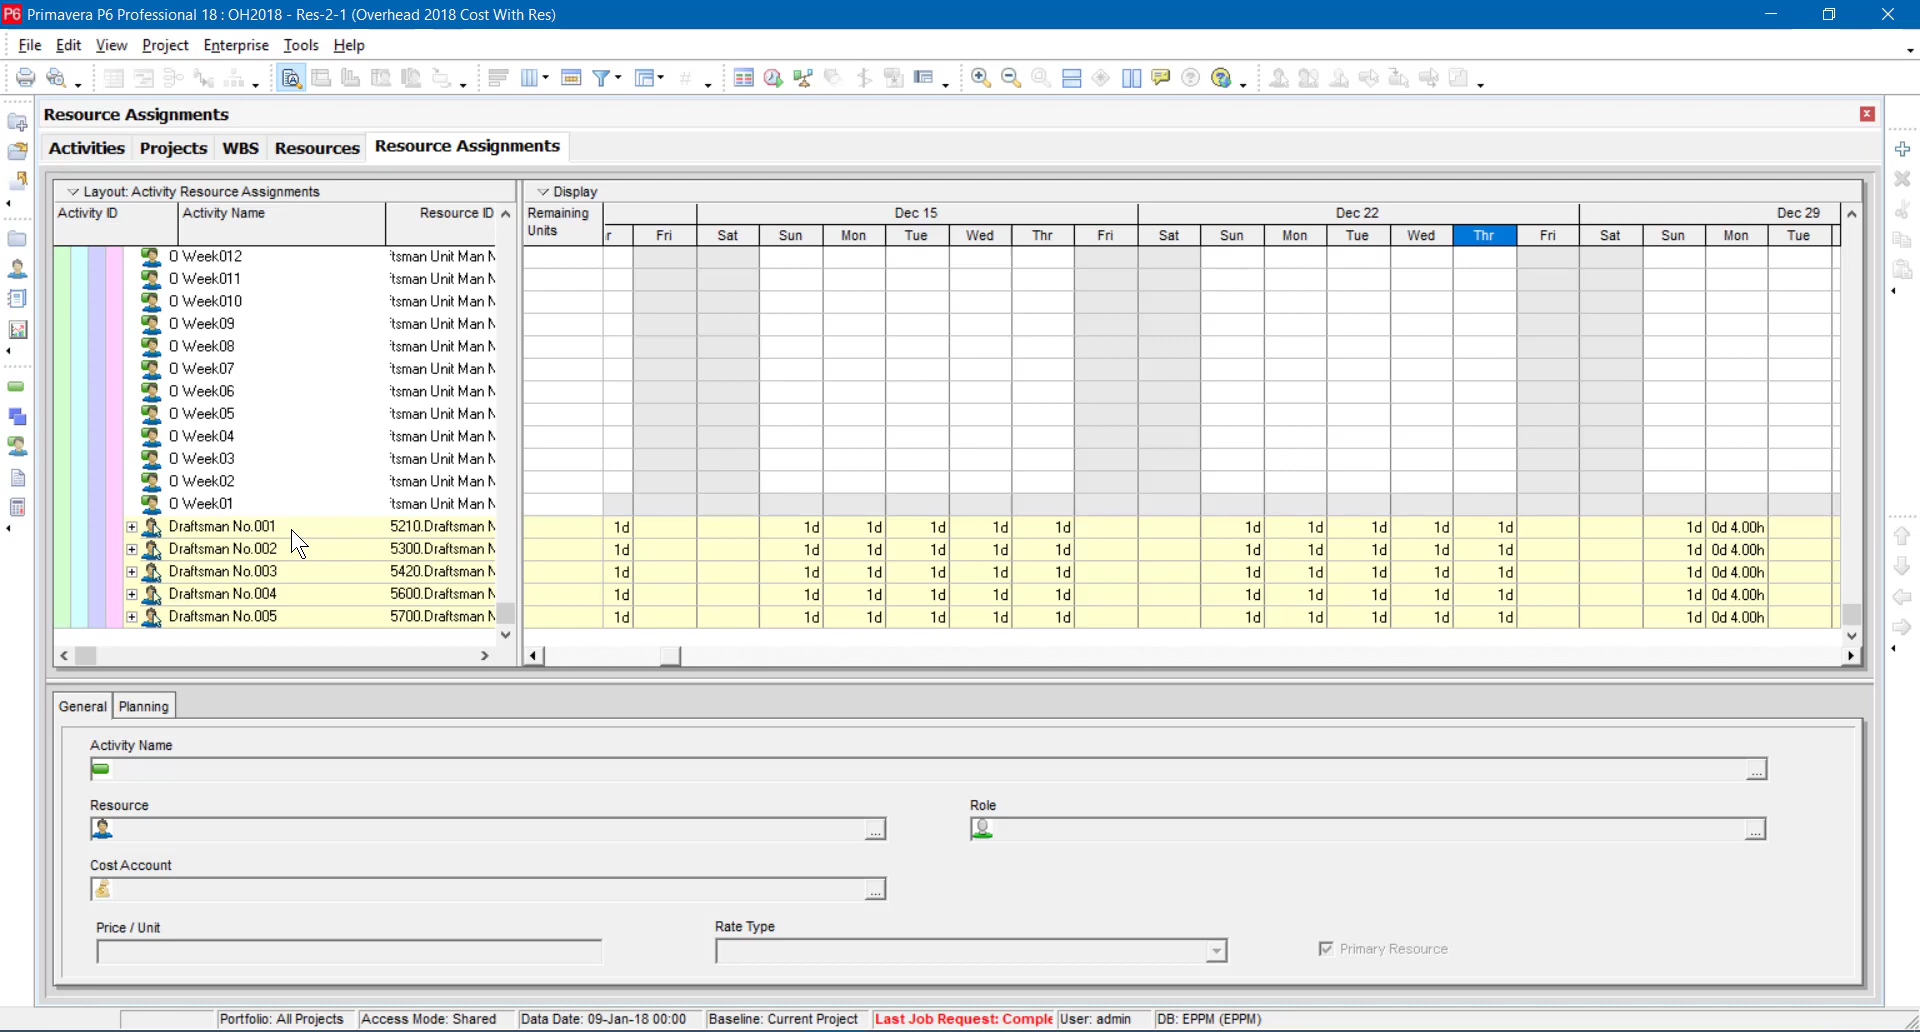 P6 Primavera P6 Professional 18 : OH2018 - Res-2-1 (Overhead 2018 Cost With Res)
File Edit View Project Enterprise Tools Help
Resource Assignments
Activities Projects WBS Resources Resource Assignments
Layout: Activity Resource Assignments Display
Activity ID Activity Name Resource ID Remaining Units Dec 15 Dec 22 Dec 29
r Fri Sat Sun Mon Tue Wed Thr Fri Sat Sun Mon Tue Wed Thr Fri Sat Sun Mon Tue
O Week012 'tsman Unit Man N
O Week011 'tsman Unit Man N
O Week010 'tsman Unit Man N
O Week09 'tsman Unit Man N
O Week08 'tsman Unit Man N
O Week07 'tsman Unit Man N
O Week06 'tsman Unit Man N
O Week05 'tsman Unit Man N
O Week04 'tsman Unit Man N
O Week03 'tsman Unit Man N
O Week02 'tsman Unit Man N
O Week01 'tsman Unit Man N
Draftsman No.001 5210.Draftsman N 1d 1d 1d 1d 1d 1d 1d 1d 1d 1d 1d 1d 0d 4.00h
Draftsman No.002 5300.Draftsman N 1d 1d 1d 1d 1d 1d 1d 1d 1d 1d 1d 1d 0d 4.00h
Draftsman No.003 5420.Draftsman N 1d 1d 1d 1d 1d 1d 1d 1d 1d 1d 1d 1d 0d 4.00h
Draftsman No.004 5600.Draftsman N 1d 1d 1d 1d 1d 1d 1d 1d 1d 1d 1d 1d 0d 4.00h
Draftsman No.005 5700.Draftsman N 1d 1d 1d 1d 1d 1d 1d 1d 1d 1d 1d 1d 0d 4.00h
General Planning
Activity Name
...
Resource Role
... ...
Cost Account
...
Price / Unit Rate Type
Primary Resource
Portfolio: All Projects Access Mode: Shared Data Date: 09-Jan-18 00:00 Baseline: Current Project Last Job Request: Comple User: admin DB: EPPM (EPPM)